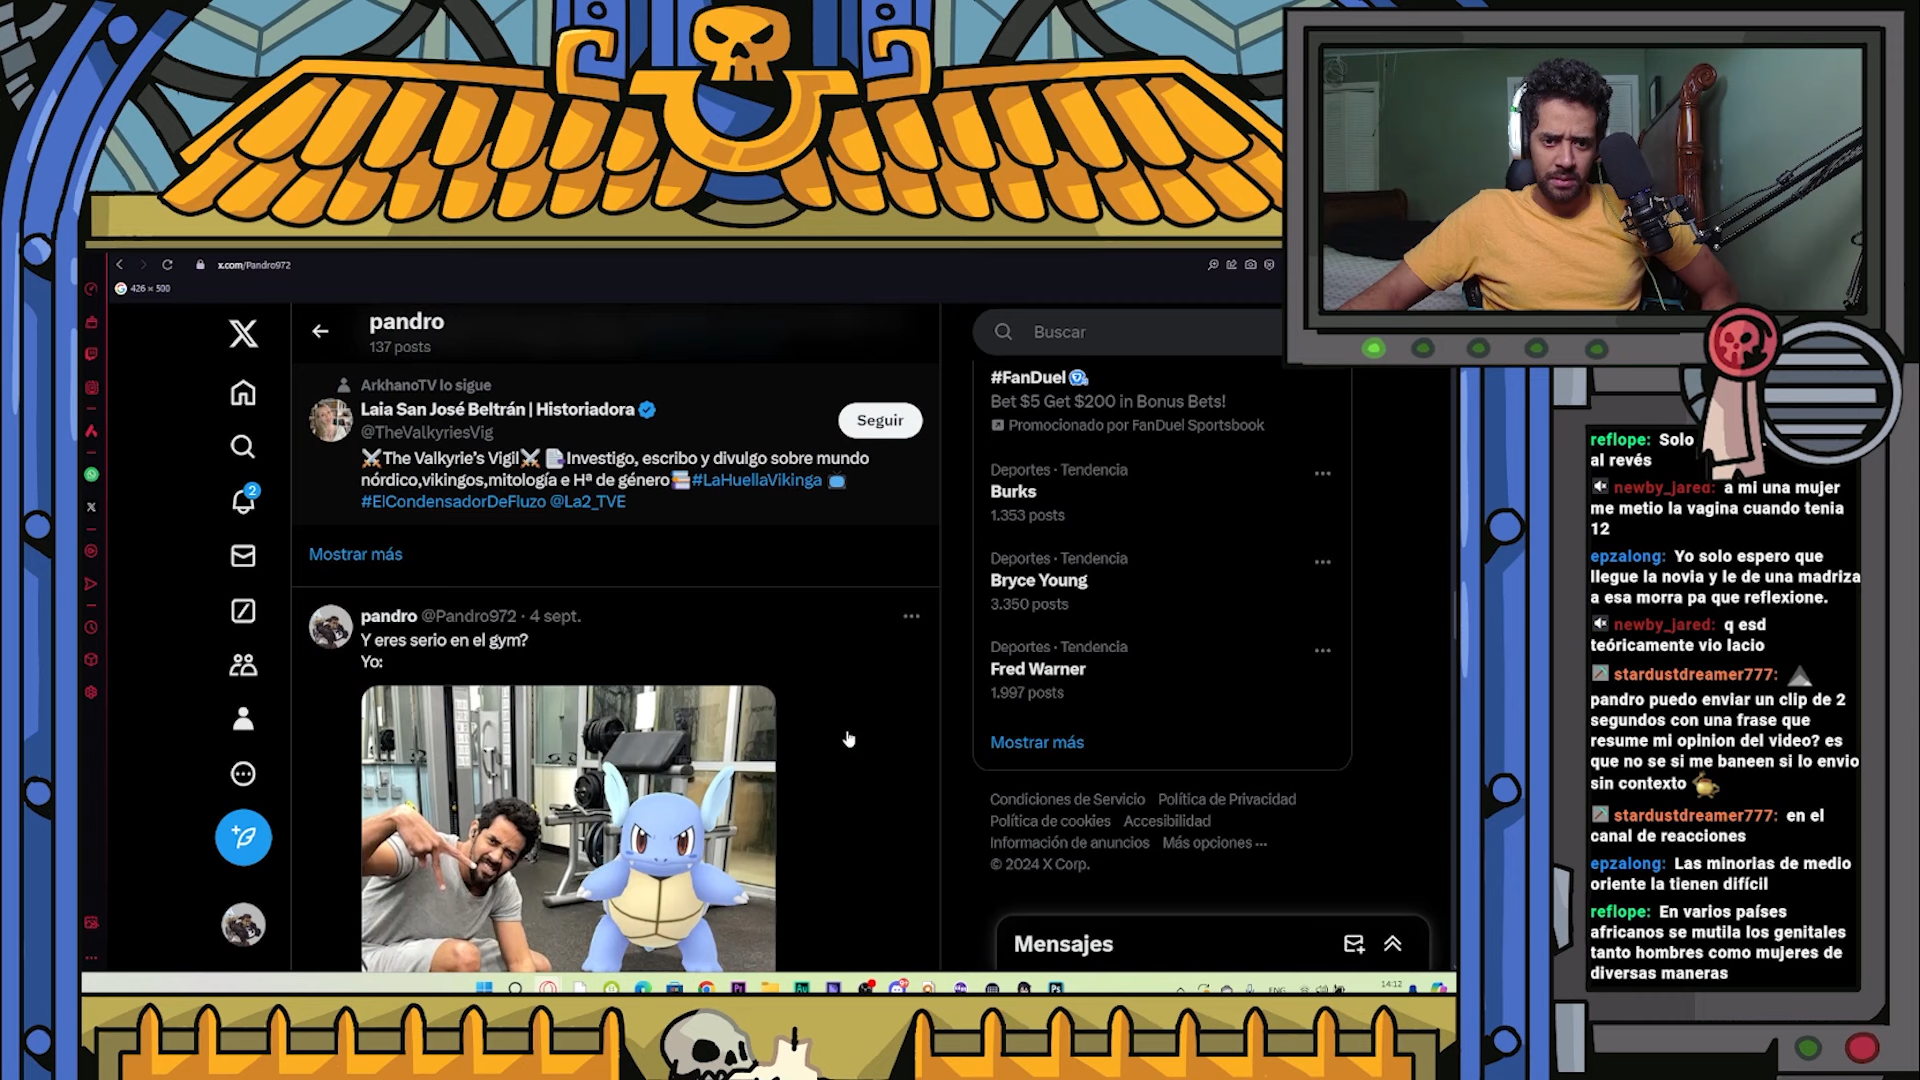 x.com/Pandro972
426 × 500
pandro
137 posts
ArkhanoTV lo sigue
Laia San José Beltrán | Historiadora
@TheValkyriesVig
Seguir
⚔The Valkyrie's Vigil⚔ 📑Investigo, escribo y divulgo sobre mundo
nórdico,vikingos,mitología e Hª de género📚#LaHuellaVikinga 📺
#ElCondensadorDeFluzo @La2_TVE
Mostrar más
pandro @Pandro972 · 4 sept.
Y eres serio en el gym?
Yo:
2
Buscar
#FanDuel
Bet $5 Get $200 in Bonus Bets!
Promocionado por FanDuel Sportsbook
Deportes · Tendencia
Burks
1.353 posts
Deportes · Tendencia
Bryce Young
3.350 posts
Deportes · Tendencia
Fred Warner
1.997 posts
Mostrar más
Condiciones de Servicio Política de Privacidad
Política de cookies Accesibilidad
Información de anuncios Más opciones ···
© 2024 X Corp.
Mensajes
ENG
14:12
reflope: Solo
al revés
newby_jared: a mi una mujer
me metio la vagina cuando tenia
12
epzalong: Yo solo espero que
llegue la novia y le de una madriza
a esa morra pa que reflexione.
newby_jared: q esd
teóricamente vio lacio
stardustdreamer777:
pandro puedo enviar un clip de 2
segundos con una frase que
resume mi opinion del video? es
que no se si me baneen si lo envio
sin contexto
stardustdreamer777: en el
canal de reacciones
epzalong: Las minorias de medio
oriente la tienen difícil
reflope: En varios países
africanos se mutila los genitales
tanto hombres como mujeres de
diversas maneras